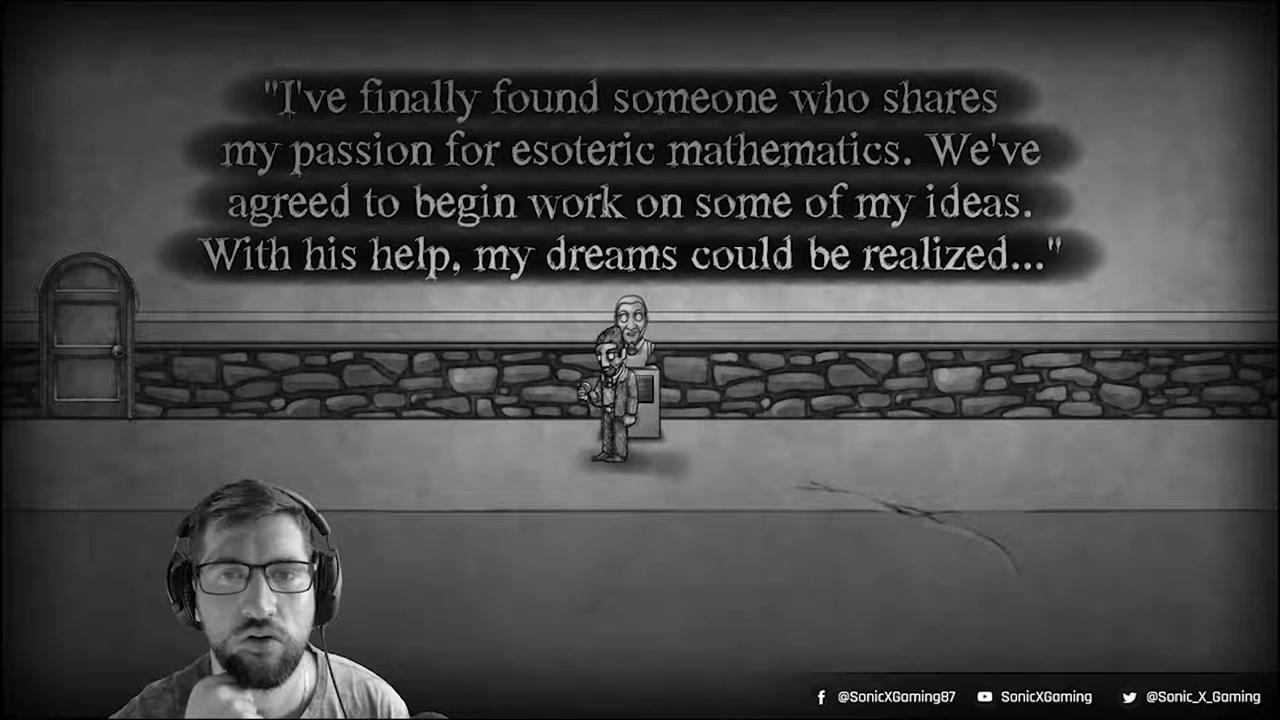 "I've finally found someone who shares
my passion for esoteric mathematics. We've
agreed to begin work on some of my ideas.
With his help, my dreams could be realized..."
@SonicXGaming87 SonicXGaming @Sonic_X_Gaming